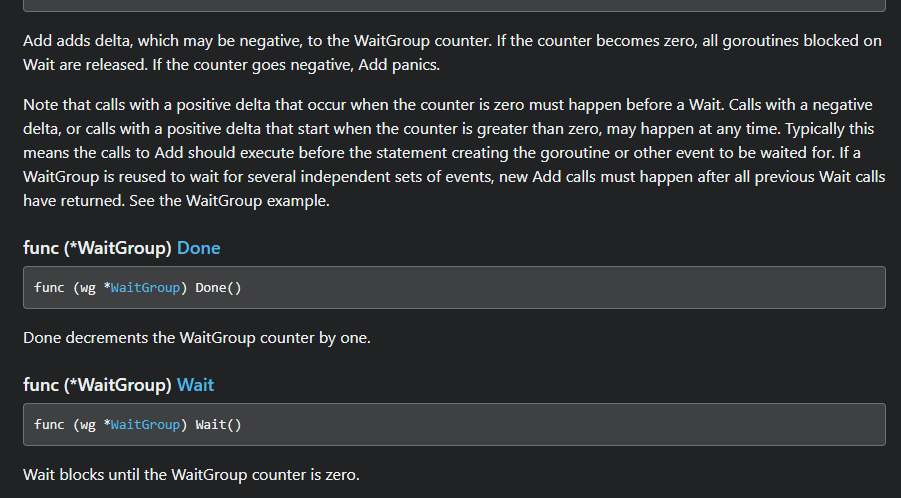 Add adds delta, which may be negative, to the WaitGroup counter. If the counter becomes zero, all goroutines blocked on
Wait are released. If the counter goes negative, Add panics.
Note that calls with a positive delta that occur when the counter is zero must happen before a Wait. Calls with a negative
delta, or calls with a positive delta that start when the counter is greater than zero, may happen at any time. Typically this
means the calls to Add should execute before the statement creating the goroutine or other event to be waited for. If a
WaitGroup is reused to wait for several independent sets of events, new Add calls must happen after all previous Wait calls
have returned. See the WaitGroup example.
func (*WaitGroup) Done
func (wg *WaitGroup) Done()
Done decrements the WaitGroup counter by one.
func (*WaitGroup) Wait
func (wg *WaitGroup) Wait()
Wait blocks until the WaitGroup counter is zero.